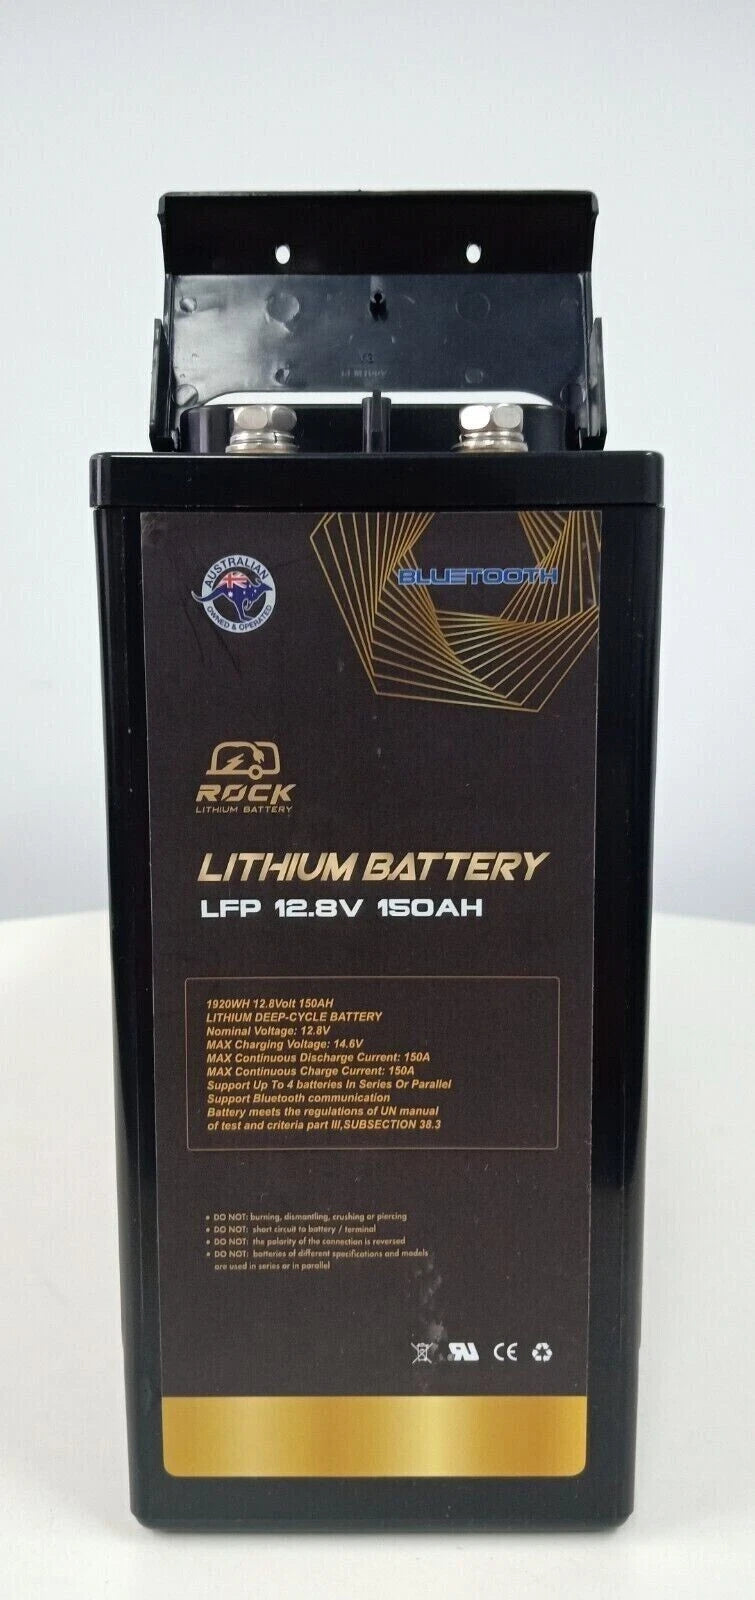 BLUETOOTH
AUSTRALIAN
OWNED & OPERATED
ROCK
LITHIUM BATTERY
LITHIUM BATTERY
LFP 12.8V 150AH
1920WH 12.8Volt 150AH
LITHIUM DEEP-CYCLE BATTERY
Nominal Voltage: 12.8V
MAX Charging Voltage: 14.6V
MAX Continuous Discharge Current: 150A
MAX Continuous Charge Current: 150A
Support Up To 4 batteries In Series Or Parallel
Support Bluetooth communication
Battery meets the regulations of UN manual
of test and criteria part III,SUBSECTION 38.3
• DO NOT: burning, dismantling, crushing or piercing
• DO NOT: short circuit to battery / terminal
• DO NOT: the polarity of the connection is reversed
• DO NOT: batteries of different specifications and models
are used in series or in parallel
CE